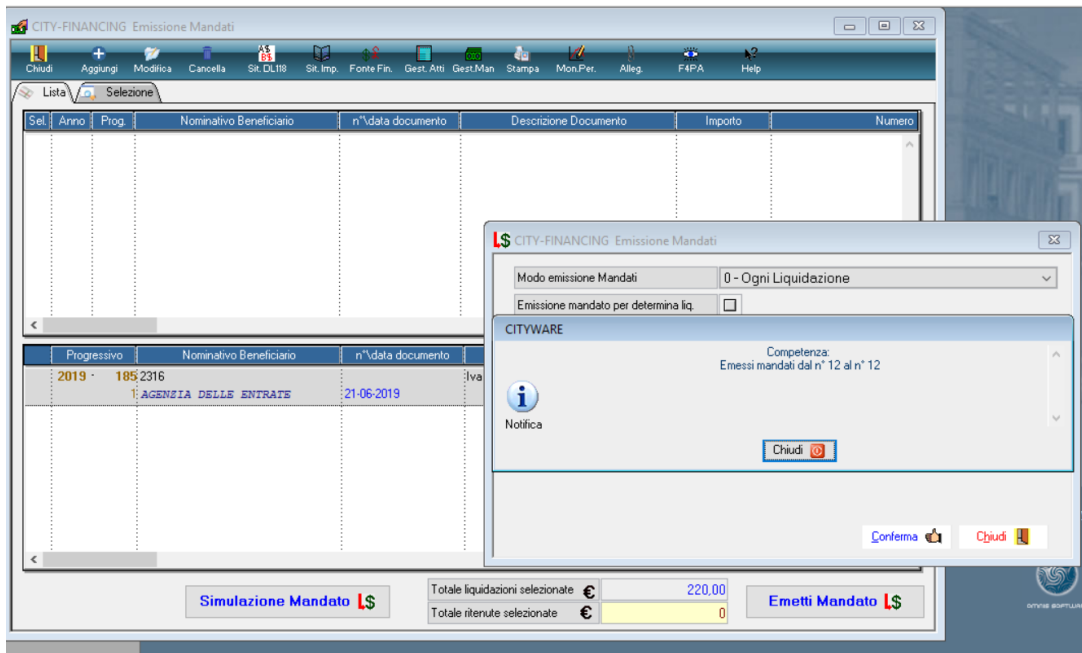 CITY-FINANCING Emissione Mandati
Chiudi Aggiungi Modifica Cancella Sit. DL118 Sit. Imp. Fonte Fin. Gest. Atti Gest.Man Stampa Mon.Per. Alleg. F4PA Help
Lista Selezione
Sel. Anno Prog. Nominativo Beneficiario n°\data documento Descrizione Documento Importo Numero
CITY-FINANCING Emissione Mandati
Modo emissione Mandati 0 - Ogni Liquidazione
Emissione mandato per determina liq.
CITYWARE
Competenza:
Emessi mandati dal n° 12 al n° 12
Notifica
Chiudi
Conferma Chiudi
Progressivo Nominativo Beneficiario n°\data documento
2019 - 185 2316 Iva
1 AGENZIA DELLE ENTRATE 21-06-2019
Simulazione Mandato
Totale liquidazioni selezionate € 220,00
Totale ritenute selezionate € 0
Emetti Mandato